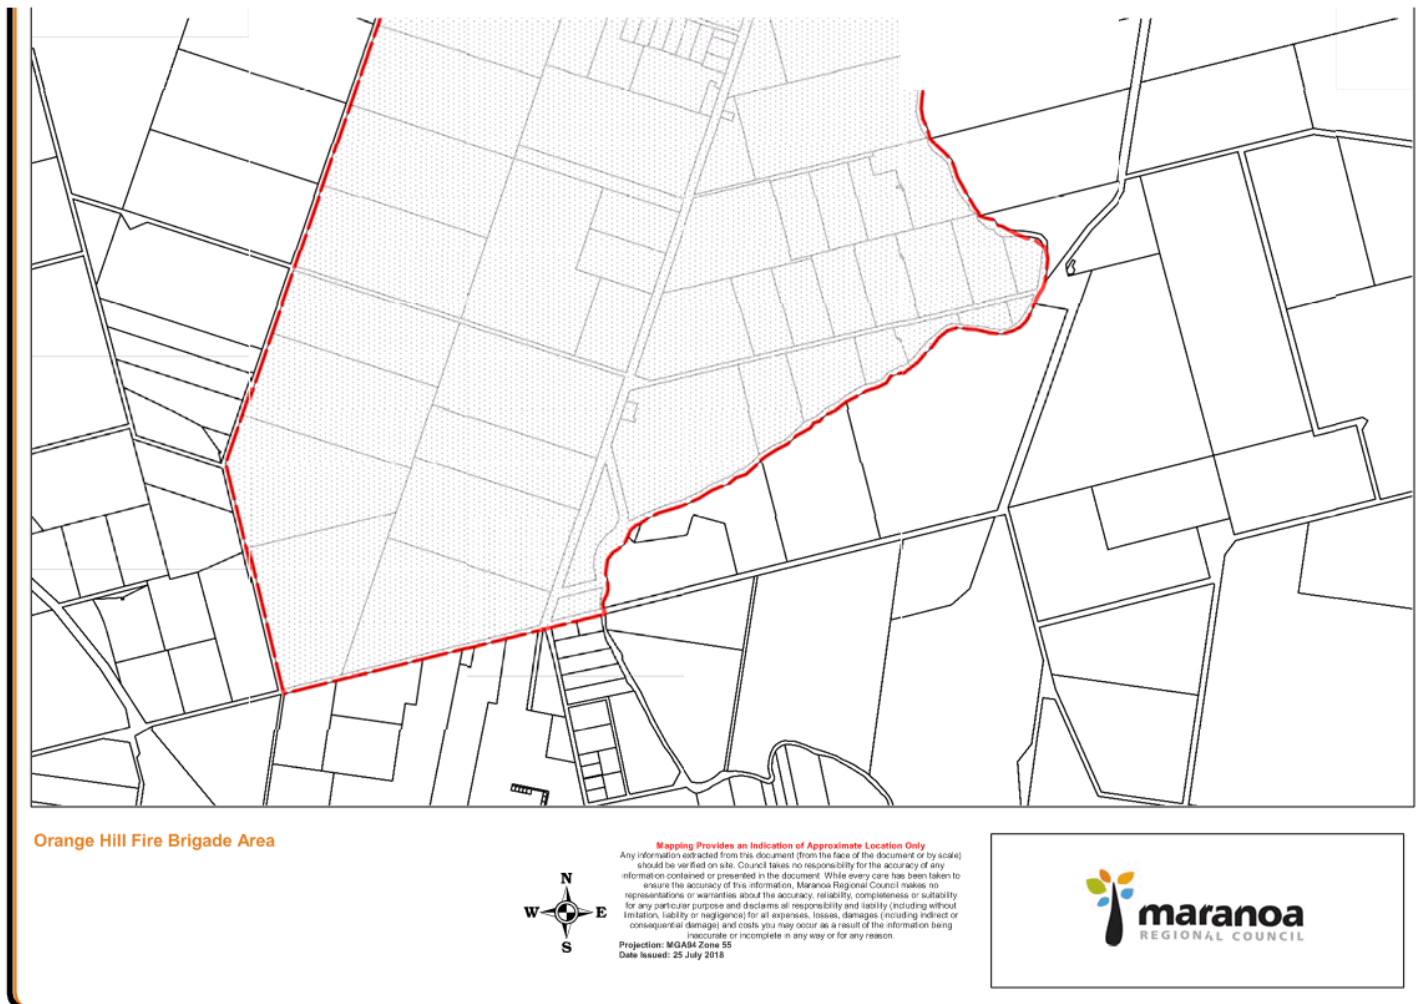 Orange Hill Fire Brigade Area
N
W E
S
Mapping Provides an Indication of Approximate Location Only
Any information extracted from this document (from the face of the document or by scale)
should be verified on site. Council takes no responsibility for the accuracy of any
information contained or presented in the document. While every care has been taken to
ensure the accuracy of this information, Maranoa Regional Council makes no
representations or warranties about the accuracy, reliability, completeness or suitability
for any particular purpose and disclaims all responsibility and liability (including without
limitation, liability or negligence) for all expenses, losses, damages (including indirect or
consequential damage) and costs you may occur as a result of the information being
inaccurate or incomplete in any way or for any reason.
Projection: MGA94 Zone 55
Date Issued: 25 July 2018
maranoa
REGIONAL COUNCIL